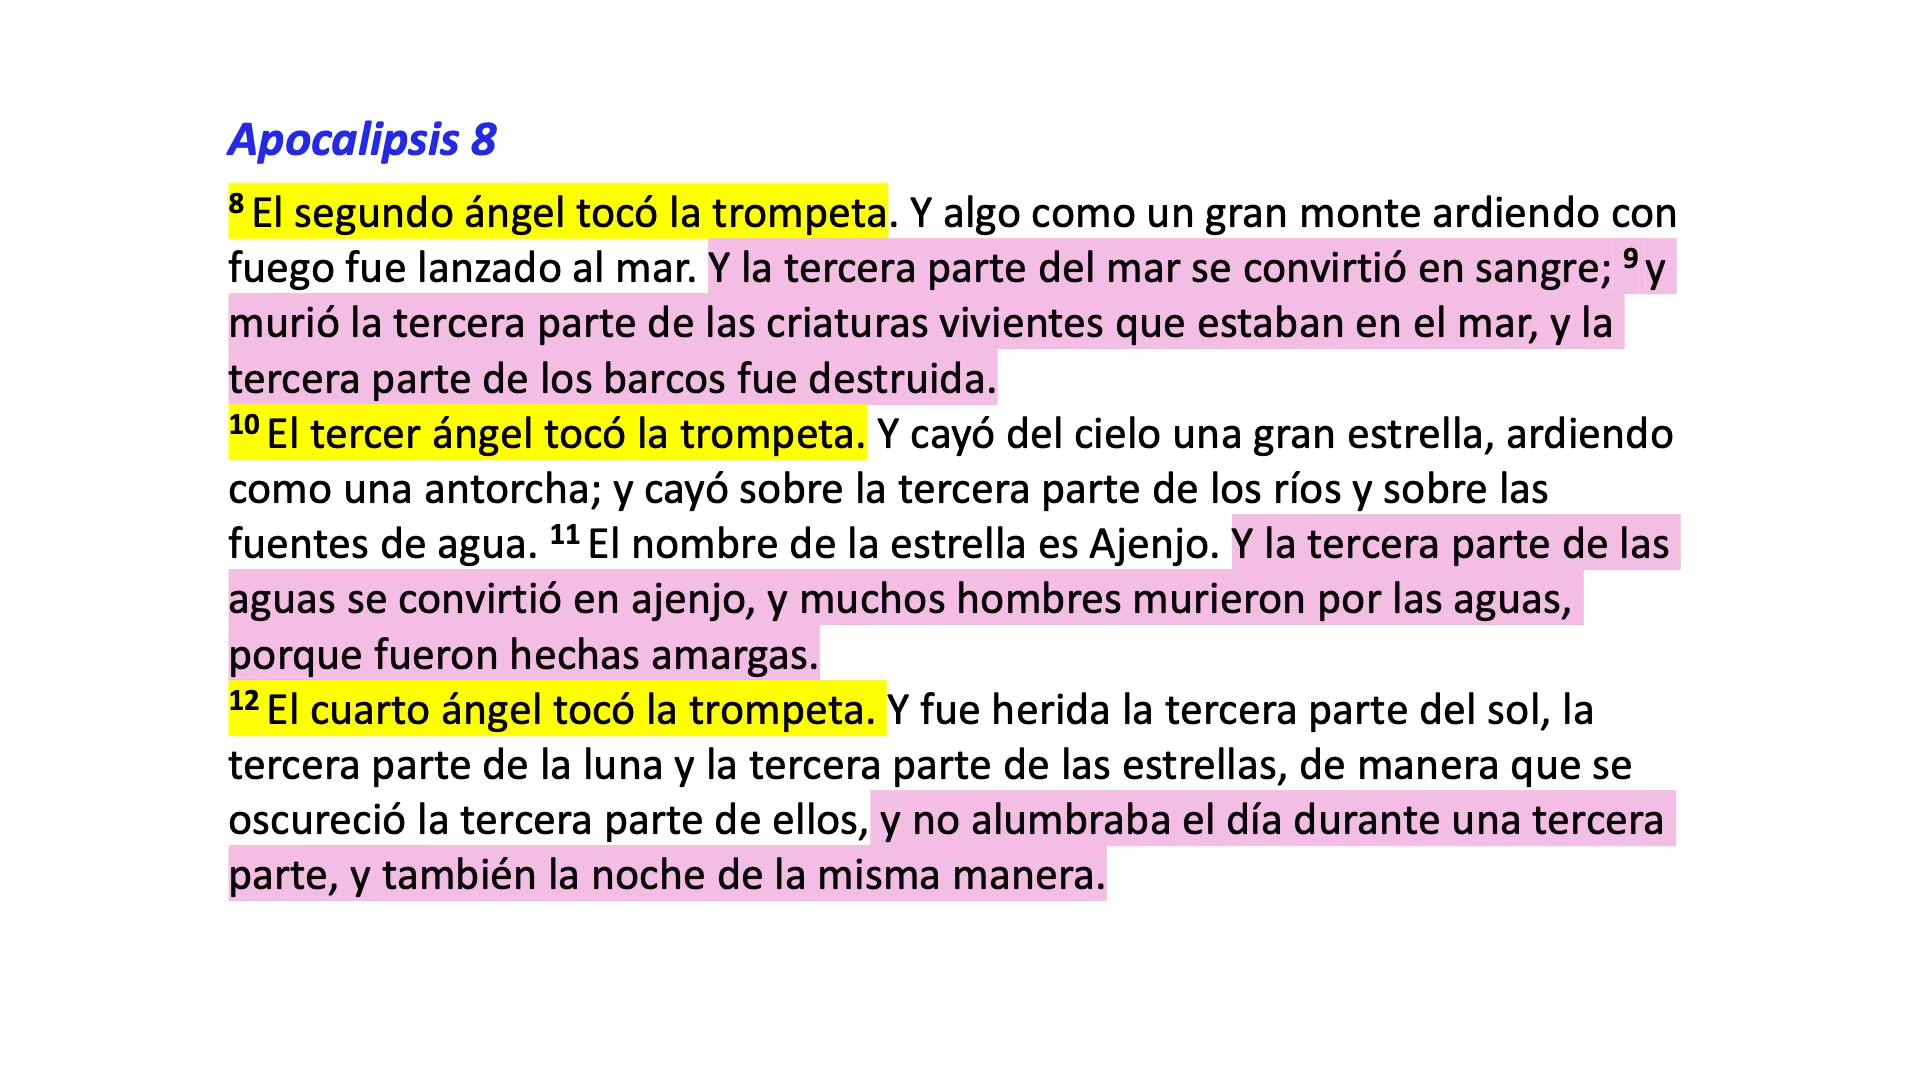 Apocalipsis 8
8 El segundo ángel tocó la trompeta. Y algo como un gran monte ardiendo con
fuego fue lanzado al mar. Y la tercera parte del mar se convirtió en sangre; 9 y
murió la tercera parte de las criaturas vivientes que estaban en el mar, y la
tercera parte de los barcos fue destruida.
10 El tercer ángel tocó la trompeta. Y cayó del cielo una gran estrella, ardiendo
como una antorcha; y cayó sobre la tercera parte de los ríos y sobre las
fuentes de agua. 11 El nombre de la estrella es Ajenjo. Y la tercera parte de las
aguas se convirtió en ajenjo, y muchos hombres murieron por las aguas,
porque fueron hechas amargas.
12 El cuarto ángel tocó la trompeta. Y fue herida la tercera parte del sol, la
tercera parte de la luna y la tercera parte de las estrellas, de manera que se
oscureció la tercera parte de ellos, y no alumbraba el día durante una tercera
parte, y también la noche de la misma manera.